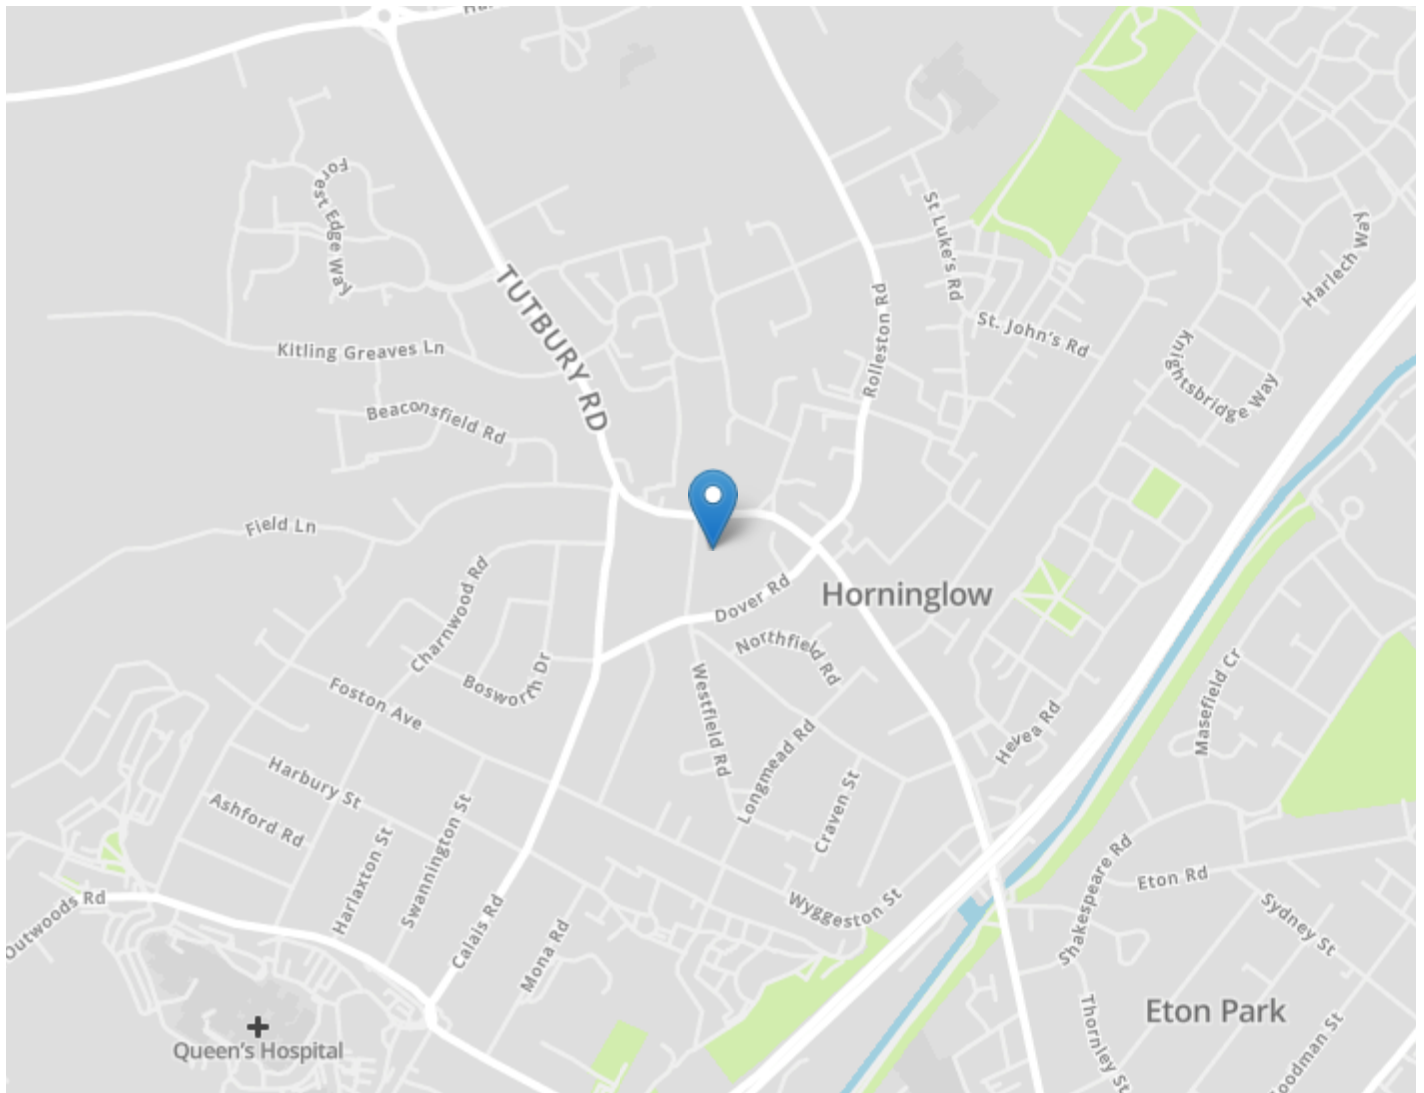 Forest Edge Way
TUTBURY RD
St Luke's Rd
Harlech Way
Rolleston Rd
St. John's Rd
Kitling Greaves Ln
Knightsbridge Way
Beaconsfield Rd
Field Ln
Charnwood Rd
Dover Rd
Horninglow
Northfield Rd
Bosworth Dr
Westfield Rd
Foston Ave
Masefield Cr
Helvea Rd
Longmead Rd
Harbury St
Craven St
Ashford Rd
Swannington St
Harlaxton St
Shakespeare Rd
Eton Rd
Outwoods Rd
Wyggeston St
Sydney St
Calais Rd
Mona Rd
Eton Park
Thornley St
Queen's Hospital